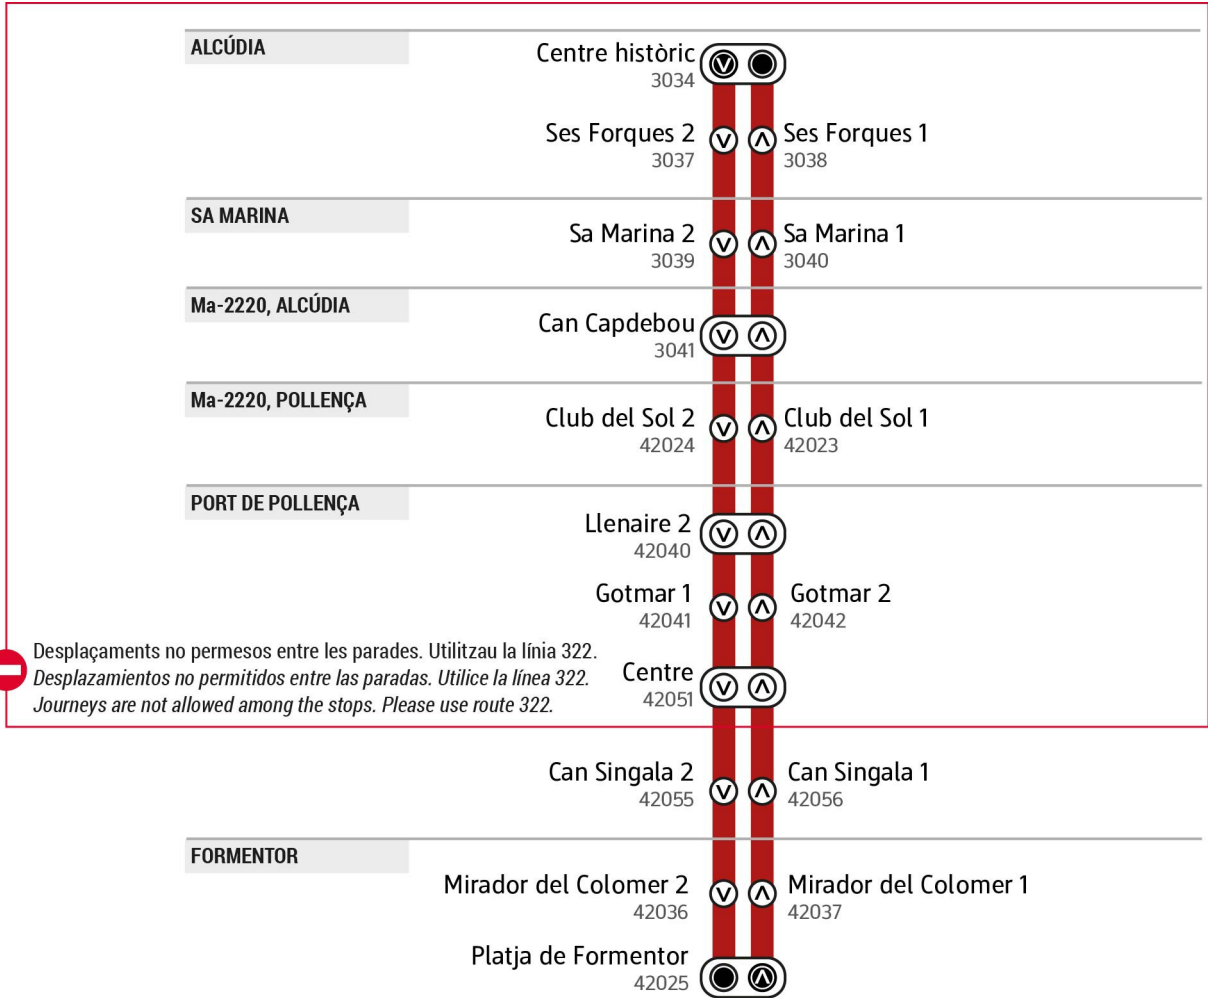 ALCÚDIA
Centre històric
3034
Ses Forques 2
3037
Ses Forques 1
3038
SA MARINA
Sa Marina 2
3039
Sa Marina 1
3040
Ma-2220, ALCÚDIA
Can Capdebou
3041
Ma-2220, POLLENÇA
Club del Sol 2
42024
Club del Sol 1
42023
PORT DE POLLENÇA
Llenaire 2
42040
Gotmar 1
42041
Gotmar 2
42042
Desplaçaments no permesos entre les parades. Utilitzau la línia 322.
Desplazamientos no permitidos entre las paradas. Utilice la línea 322.
Journeys are not allowed among the stops. Please use route 322.
Centre
42051
Can Singala 2
42055
Can Singala 1
42056
FORMENTOR
Mirador del Colomer 2
42036
Mirador del Colomer 1
42037
Platja de Formentor
42025